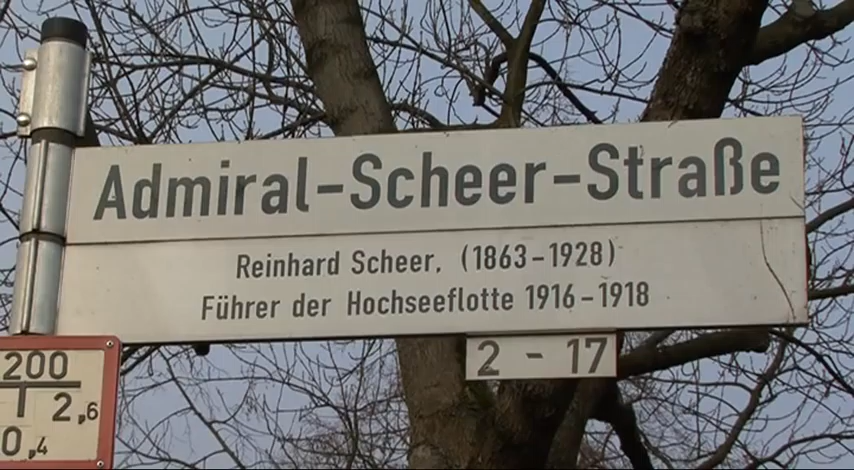 Admiral-Scheer-Straße
Reinhard Scheer, (1863-1928)
Führer der Hochseeflotte 1916-1918
2 - 17
200
2,6
0,4